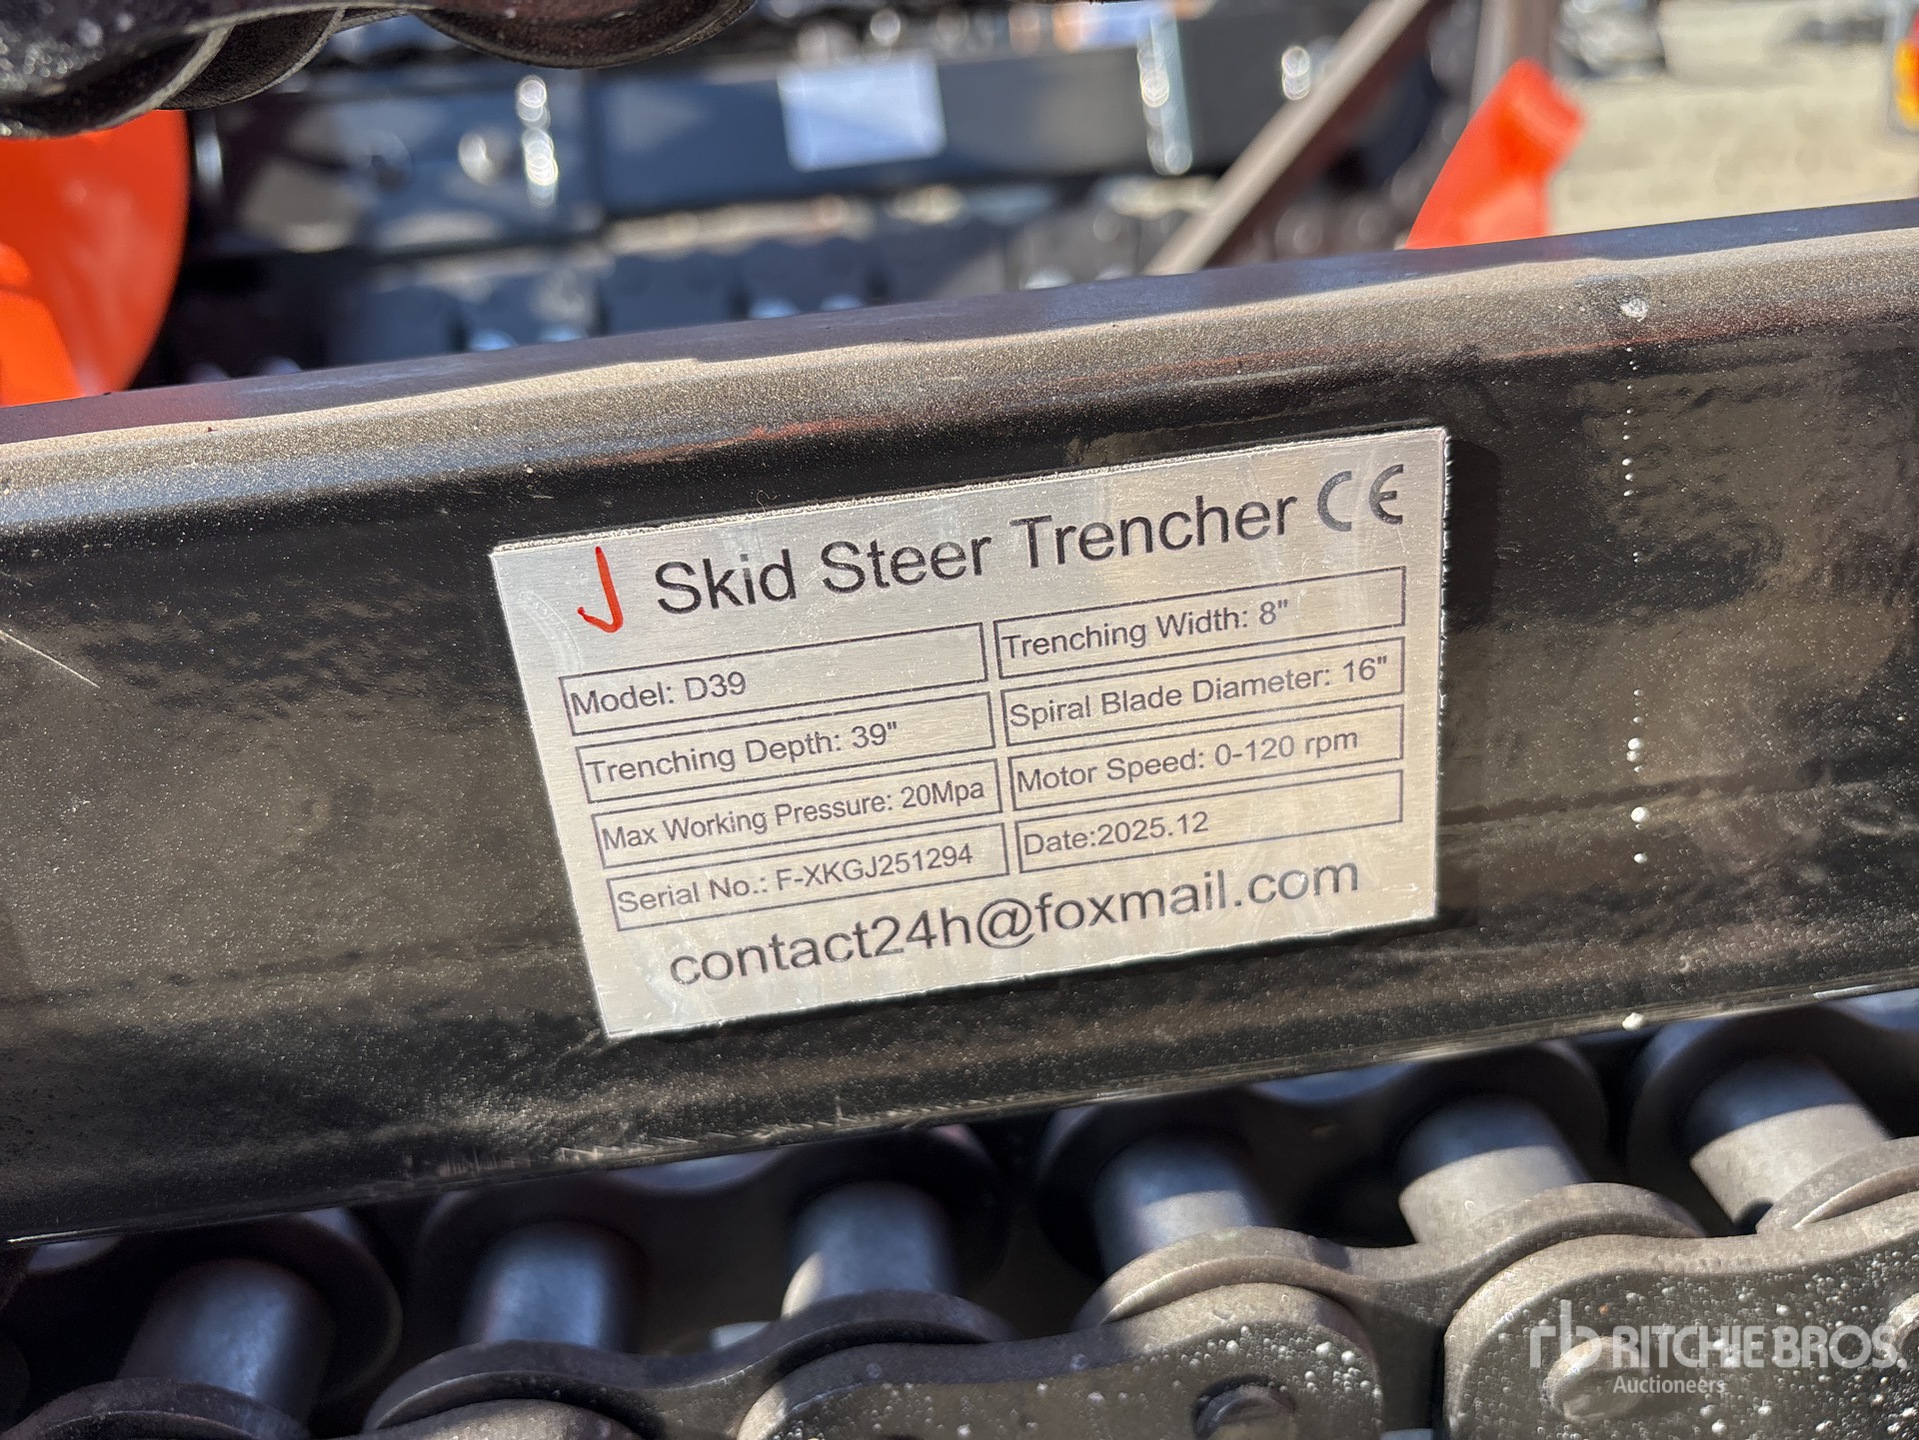 J Skid Steer Trencher CE
Model: D39
Trenching Width: 8"
Trenching Depth: 39"
Spiral Blade Diameter: 16"
Max Working Pressure: 20Mpa
Motor Speed: 0-120 rpm
Serial No.: F-XKGJ251294
Date:2025.12
contact24h@foxmail.com
rb RITCHIE BROS.
Auctioneers